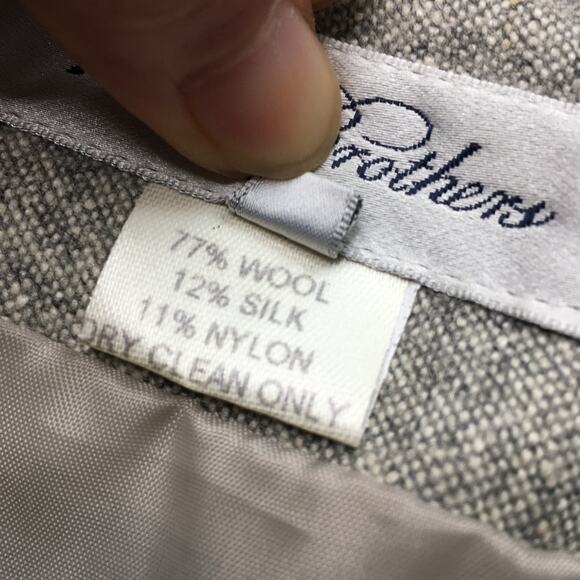 Brothers
77% WOOL
12% SILK
11% NYLON
DRY CLEAN ONLY